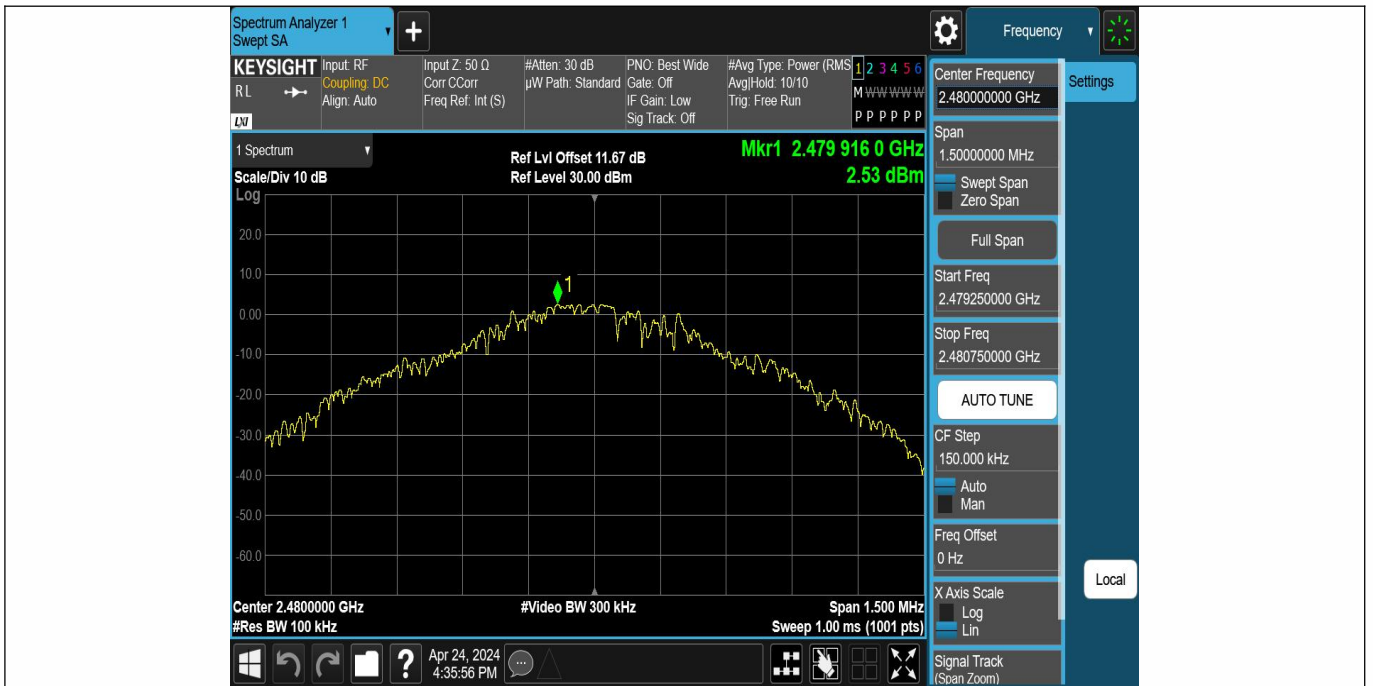 Spectrum Analyzer 1
Swept SA
+
Frequency
KEYSIGHT
RL
LXI
Input: RF
Coupling: DC
Align: Auto
Input Z: 50 Ω
Corr CCorr
Freq Ref: Int (S)
#Atten: 30 dB
µW Path: Standard
PNO: Best Wide
Gate: Off
IF Gain: Low
Sig Track: Off
#Avg Type: Power (RMS
Avg|Hold: 10/10
Trig: Free Run
1 2 3 4 5 6
M W W W W W
P P P P P P
1 Spectrum
Scale/Div 10 dB
Log
Ref Lvl Offset 11.67 dB
Ref Level 30.00 dBm
Mkr1 2.479 916 0 GHz
2.53 dBm
20.0
10.0
0.00
-10.0
-20.0
-30.0
-40.0
-50.0
-60.0
1
Center 2.4800000 GHz
#Res BW 100 kHz
#Video BW 300 kHz
Span 1.500 MHz
Sweep 1.00 ms (1001 pts)
Center Frequency
2.480000000 GHz
Span
1.50000000 MHz
Swept Span
Zero Span
Full Span
Start Freq
2.479250000 GHz
Stop Freq
2.480750000 GHz
AUTO TUNE
CF Step
150.000 kHz
Auto
Man
Freq Offset
0 Hz
X Axis Scale
Log
Lin
Signal Track
(Span Zoom)
Settings
Local
?
Apr 24, 2024
4:35:56 PM